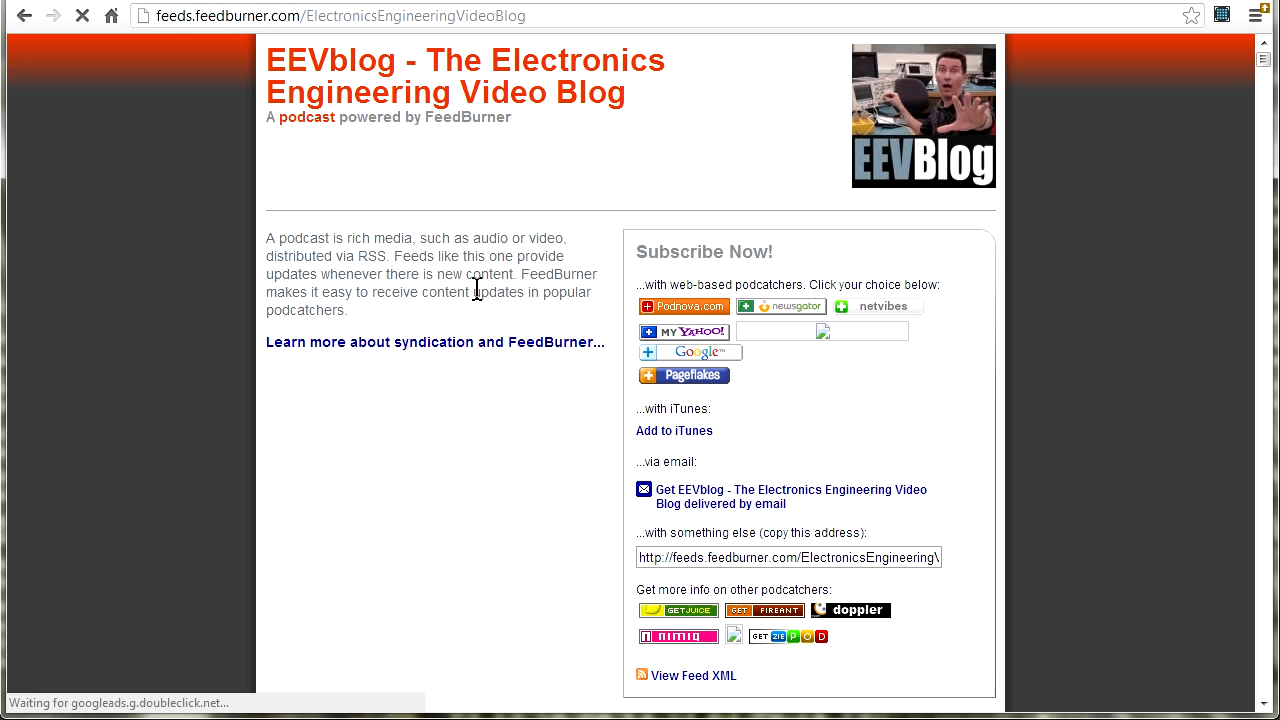 feeds.feedburner.com/ElectronicsEngineeringVideoBlog
EEVblog - The Electronics
Engineering Video Blog
A podcast powered by FeedBurner
EEVBlog
A podcast is rich media, such as audio or video,
distributed via RSS. Feeds like this one provide
updates whenever there is new content. FeedBurner
makes it easy to receive content updates in popular
podcatchers.
Learn more about syndication and FeedBurner...
Subscribe Now!
...with web-based podcatchers. Click your choice below:
Podnova.com newsgator netvibes
MY YAHOO!
Google™
Pageflakes
...with iTunes:
Add to iTunes
...via email:
Get EEVblog - The Electronics Engineering Video
Blog delivered by email
...with something else (copy this address):
http://feeds.feedburner.com/ElectronicsEngineering\
Get more info on other podcatchers:
GETJUICE GET FIREANT doppler
nimiq GET ZIE POD
View Feed XML
Waiting for googleads.g.doubleclick.net...